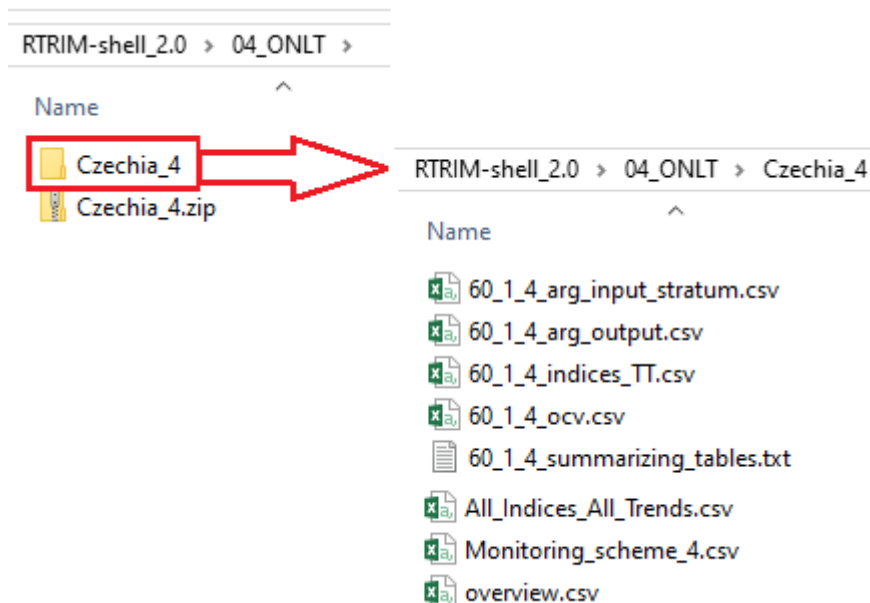 RTRIM-shell_2.0 > 04_ONLT >
Name
Czechia_4
Czechia_4.zip
RTRIM-shell_2.0 > 04_ONLT > Czechia_4
Name
60_1_4_arg_input_stratum.csv
60_1_4_arg_output.csv
60_1_4_indices_TT.csv
60_1_4_ocv.csv
60_1_4_summarizing_tables.txt
All_Indices_All_Trends.csv
Monitoring_scheme_4.csv
overview.csv